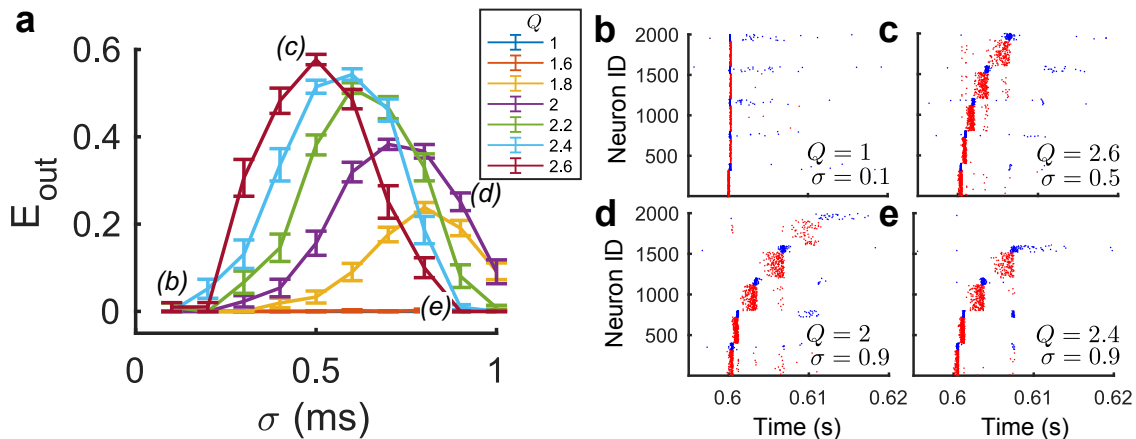 a
E_out
0.6
0.4
0.2
0
0
0.5
1
σ (ms)
(b)
(c)
(d)
(e)
Q
1
1.6
1.8
2
2.2
2.4
2.6
b
Neuron ID
2000
1500
1000
500
Q = 1
σ = 0.1
c
Q = 2.6
σ = 0.5
d
Neuron ID
2000
1500
1000
500
Q = 2
σ = 0.9
0.6
0.61
0.62
Time (s)
e
Q = 2.4
σ = 0.9
0.6
0.61
0.62
Time (s)